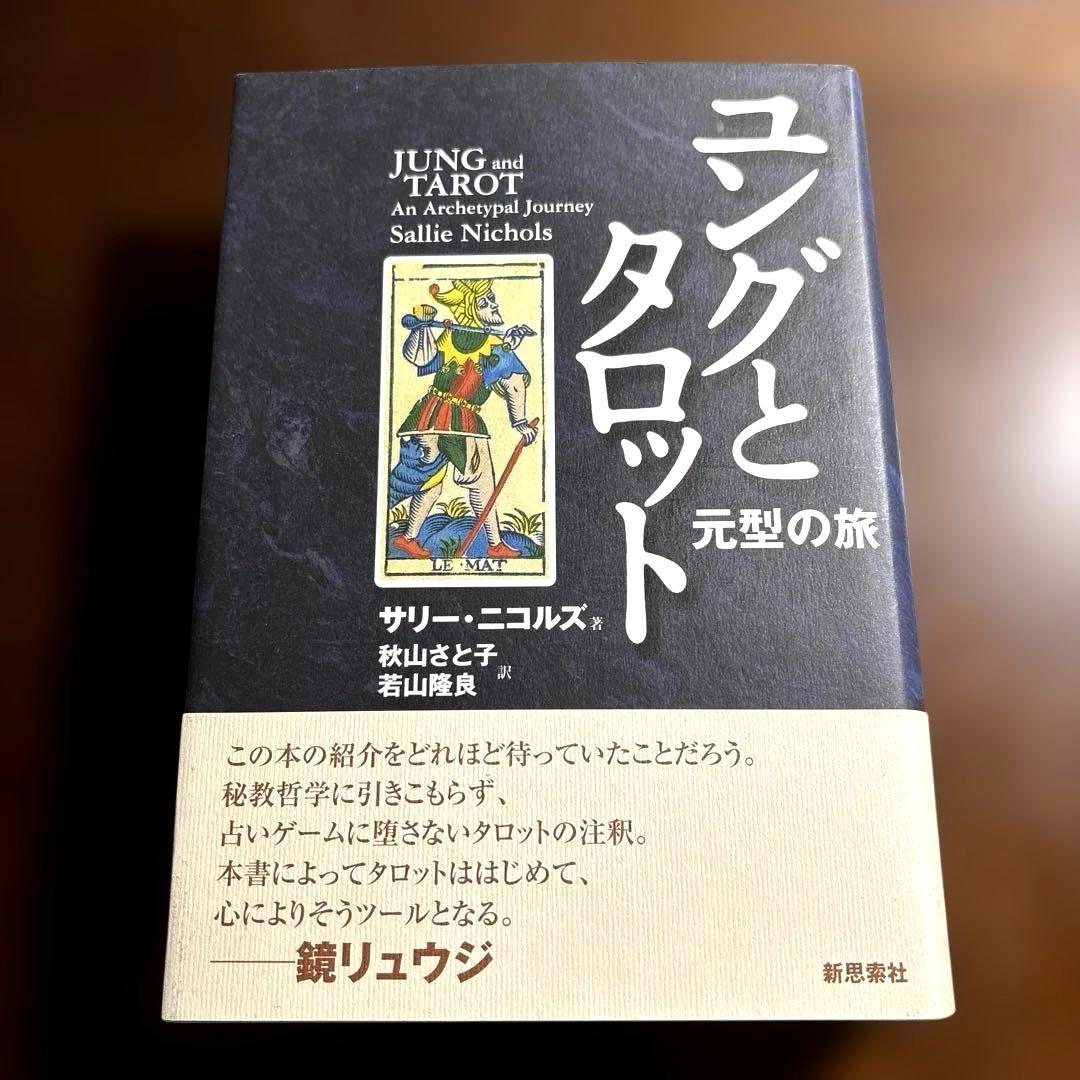 ユングと
タロット
元型の旅
JUNG and
TAROT
An Archetypal Journey
Sallie Nichols
LE·MAT
サリー・ニコルズ 著
秋山さと子
若山隆良
訳
この本の紹介をどれほど待っていたことだろう。
秘教哲学に引きこもらず、
占いゲームに堕さないタロットの注釈。
本書によってタロットははじめて、
心によりそうツールとなる。
——鏡リュウジ
新思索社